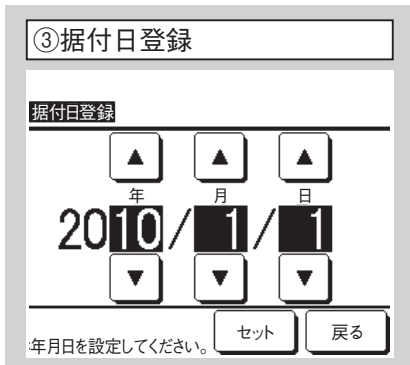 ③据付日登録
据付日登録
▲ ▲ ▲
年 月 日
2010/ 1/ 1
▼ ▼ ▼
年月日を設定してください。 セット 戻る